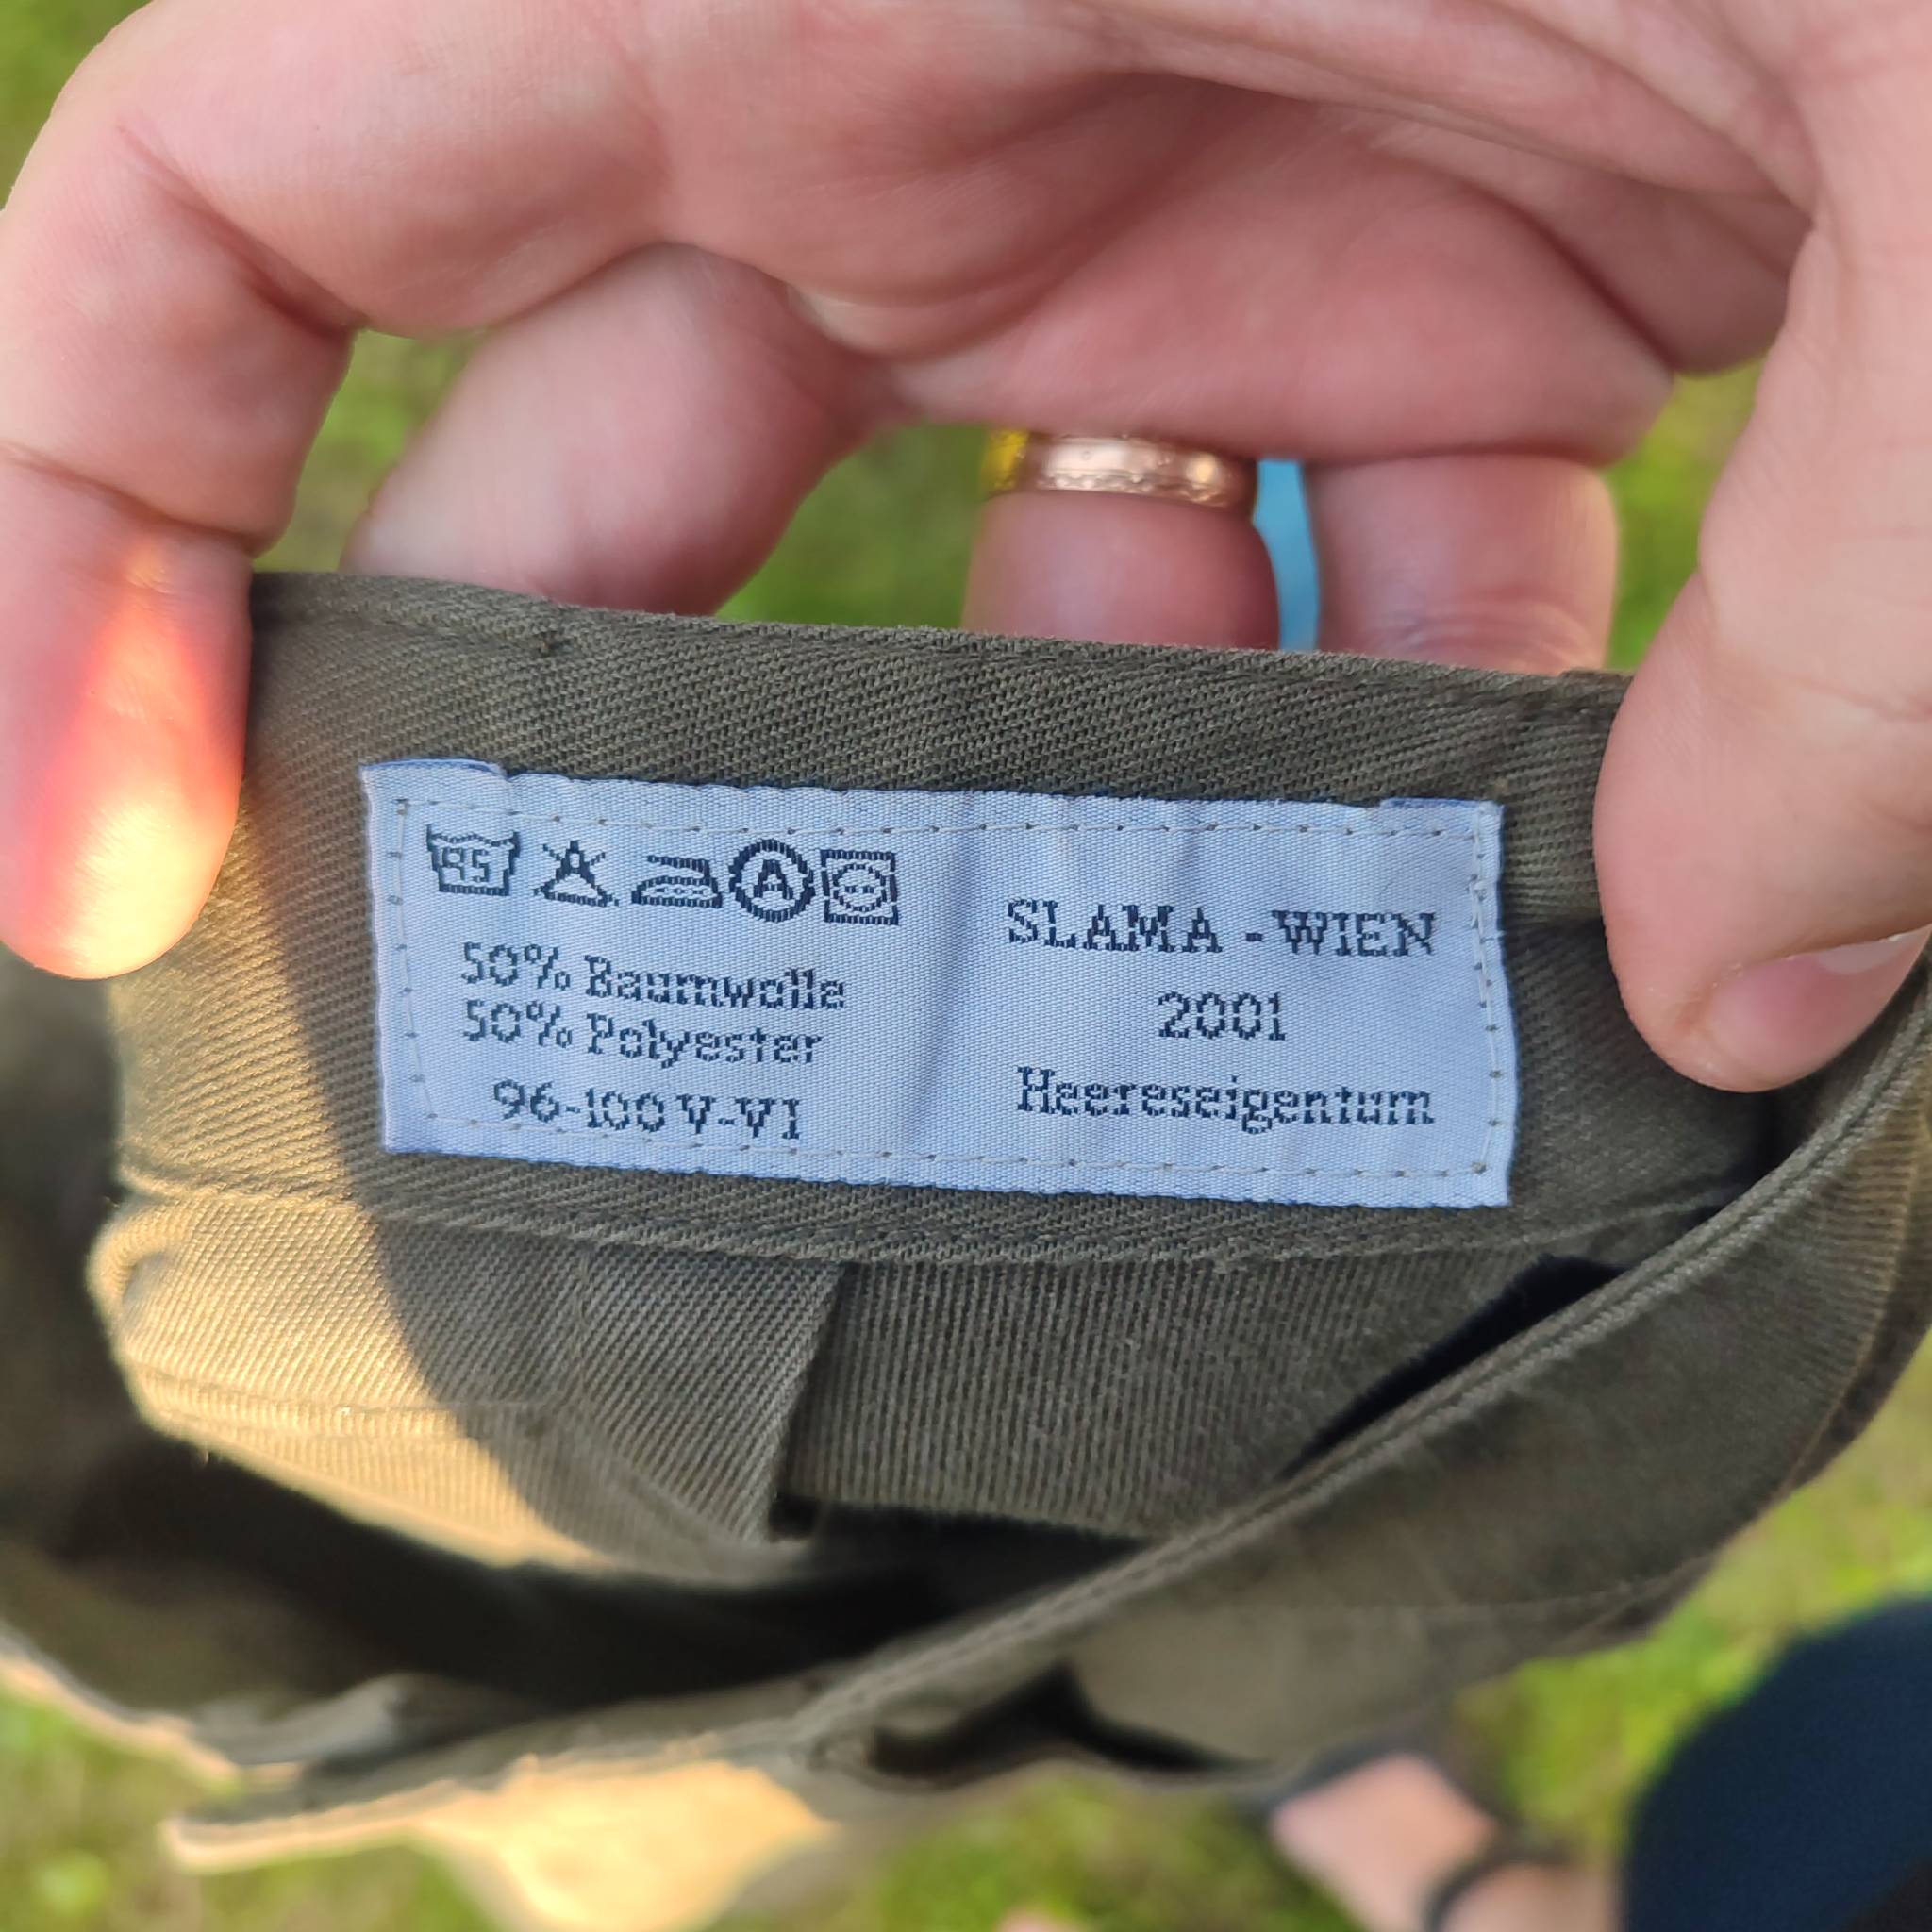 95 A
50% Baumwolle
50% Polyester
96-100 V-VI
SLAMA - WIEN
2001
Heereseigentum